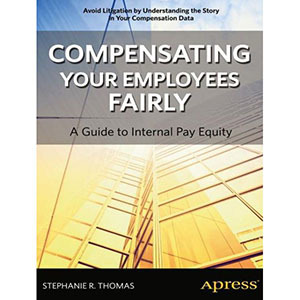 Avoid Litigation by Understanding the Story
in Your Compensation Data
COMPENSATING
YOUR EMPLOYEES
FAIRLY
A Guide to Internal Pay Equity
STEPHANIE R. THOMAS
Apress®